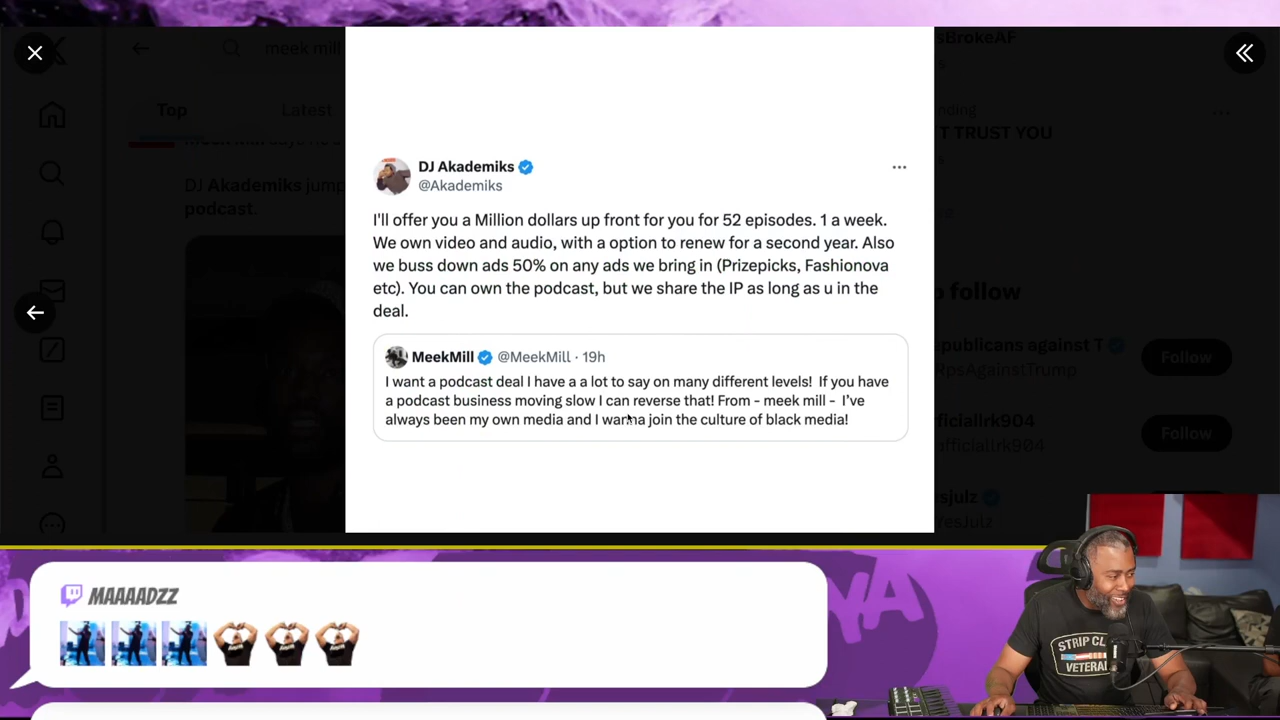 meek mill
Top
Latest
DJ Akademiks jump
podcast.
DJ Akademiks
@Akademiks
I'll offer you a Million dollars up front for you for 52 episodes. 1 a week.
We own video and audio, with a option to renew for a second year. Also
we buss down ads 50% on any ads we bring in (Prizepicks, Fashionova
etc). You can own the podcast, but we share the IP as long as u in the
deal.
MeekMill @MeekMill · 19h
I want a podcast deal I have a a lot to say on many different levels! If you have
a podcast business moving slow I can reverse that! From - meek mill - I've
always been my own media and I wanna join the culture of black media!
sBrokeAF
nding
T TRUST YOU
follow
publicans against T
RpsAgainstTrump
Follow
fficiallrk904
fficiallrk904
Follow
sjulz
YesJulz
MAAAADZZ
STRIP CL
VETERA